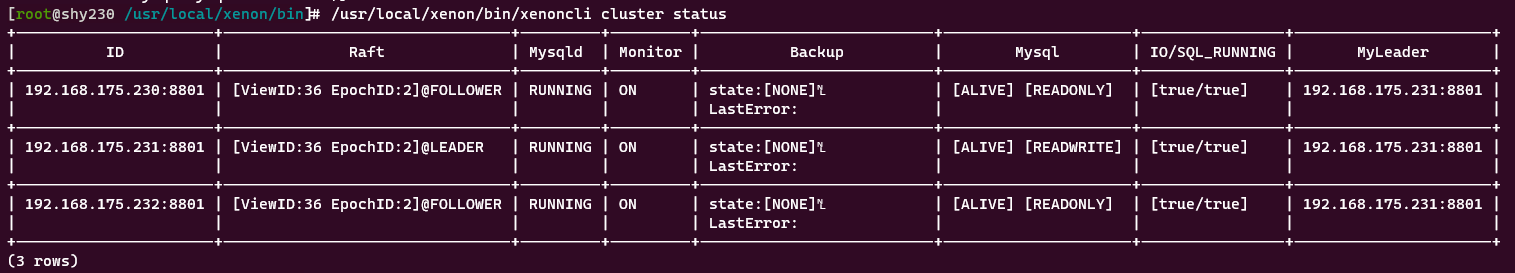 [root@shy230 /usr/local/xenon/bin]# /usr/local/xenon/bin/xenoncli cluster status
+----------------------+--------------------------------+---------+---------+--------------------------+---------------------+----------------+----------------------+
| ID | Raft | Mysqld | Monitor | Backup | Mysql | IO/SQL_RUNNING | MyLeader |
+----------------------+--------------------------------+---------+---------+--------------------------+---------------------+----------------+----------------------+
| 192.168.175.230:8801 | [ViewID:36 EpochID:2]@FOLLOWER | RUNNING | ON | state:[NONE]␤ | [ALIVE] [READONLY] | [true/true] | 192.168.175.231:8801 |
| | | | | LastError: | | | |
+----------------------+--------------------------------+---------+---------+--------------------------+---------------------+----------------+----------------------+
| 192.168.175.231:8801 | [ViewID:36 EpochID:2]@LEADER | RUNNING | ON | state:[NONE]␤ | [ALIVE] [READWRITE] | [true/true] | 192.168.175.231:8801 |
| | | | | LastError: | | | |
+----------------------+--------------------------------+---------+---------+--------------------------+---------------------+----------------+----------------------+
| 192.168.175.232:8801 | [ViewID:36 EpochID:2]@FOLLOWER | RUNNING | ON | state:[NONE]␤ | [ALIVE] [READONLY] | [true/true] | 192.168.175.231:8801 |
| | | | | LastError: | | | |
+----------------------+--------------------------------+---------+---------+--------------------------+---------------------+----------------+----------------------+
(3 rows)